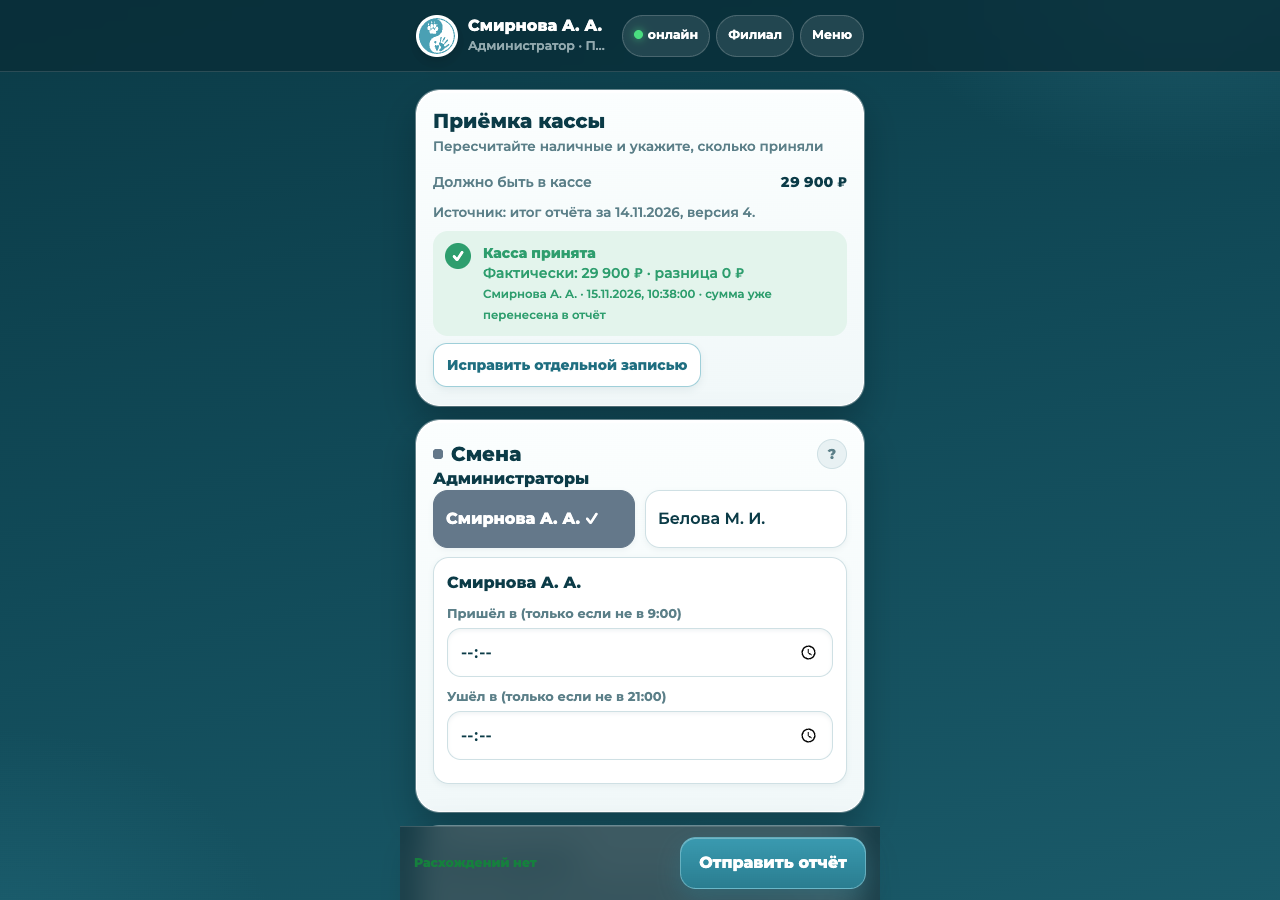 Смирнова А. А.
Администратор · П...
онлайн
Филиал
Меню
Приёмка кассы
Пересчитайте наличные и укажите, сколько приняли
Должно быть в кассе 29 900 ₽
Источник: итог отчёта за 14.11.2026, версия 4.
Касса принята
Фактически: 29 900 ₽ · разница 0 ₽
Смирнова А. А. · 15.11.2026, 10:38:00 · сумма уже
перенесена в отчёт
Исправить отдельной записью
Смена
?
Администраторы
Смирнова А. А. ✓
Белова М. И.
Смирнова А. А.
Пришёл в (только если не в 9:00)
--:--
Ушёл в (только если не в 21:00)
--:--
Расхождений нет
Отправить отчёт